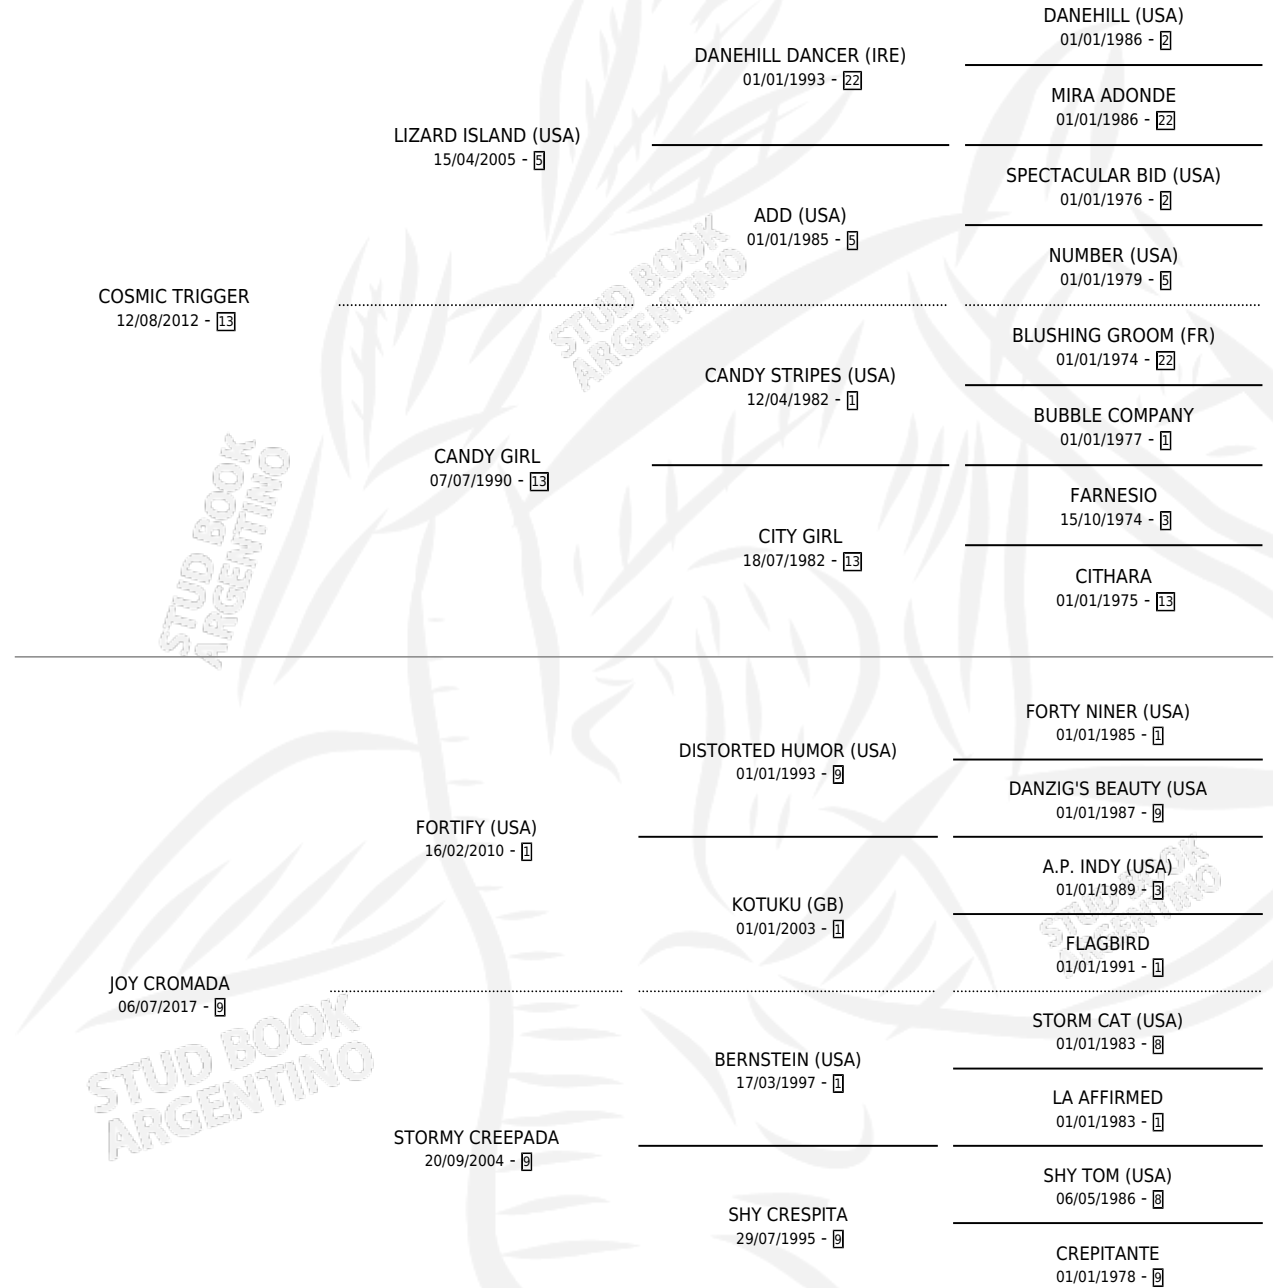 DANEHILL (USA)
01/01/1986 - 2
DANEHILL DANCER (IRE)
01/01/1993 - 22
MIRA ADONDE
01/01/1986 - 22
LIZARD ISLAND (USA)
15/04/2005 - 5
SPECTACULAR BID (USA)
01/01/1976 - 2
ADD (USA)
01/01/1985 - 5
NUMBER (USA)
01/01/1979 - 5
COSMIC TRIGGER
12/08/2012 - 13
STUD BOOK
ARGENTINO
BLUSHING GROOM (FR)
01/01/1974 - 22
CANDY STRIPES (USA)
12/04/1982 - 1
BUBBLE COMPANY
01/01/1977 - 1
CANDY GIRL
07/07/1990 - 13
FARNESIO
15/10/1974 - 3
CITY GIRL
18/07/1982 - 13
CITHARA
01/01/1975 - 13
STUD BOOK
ARGENTINO
FORTY NINER (USA)
01/01/1985 - 1
DISTORTED HUMOR (USA)
01/01/1993 - 9
DANZIG'S BEAUTY (USA
01/01/1987 - 9
FORTIFY (USA)
16/02/2010 - 1
A.P. INDY (USA)
01/01/1989 - 3
KOTUKU (GB)
01/01/2003 - 1
FLAGBIRD
01/01/1991 - 1
STUD BOOK
ARGENTINO
JOY CROMADA
06/07/2017 - 9
STORM CAT (USA)
01/01/1983 - 8
BERNSTEIN (USA)
17/03/1997 - 1
LA AFFIRMED
01/01/1983 - 1
STUD BOOK
ARGENTINO
STORMY CREEPADA
20/09/2004 - 9
SHY TOM (USA)
06/05/1986 - 8
SHY CRESPITA
29/07/1995 - 9
CREPITANTE
01/01/1978 - 9